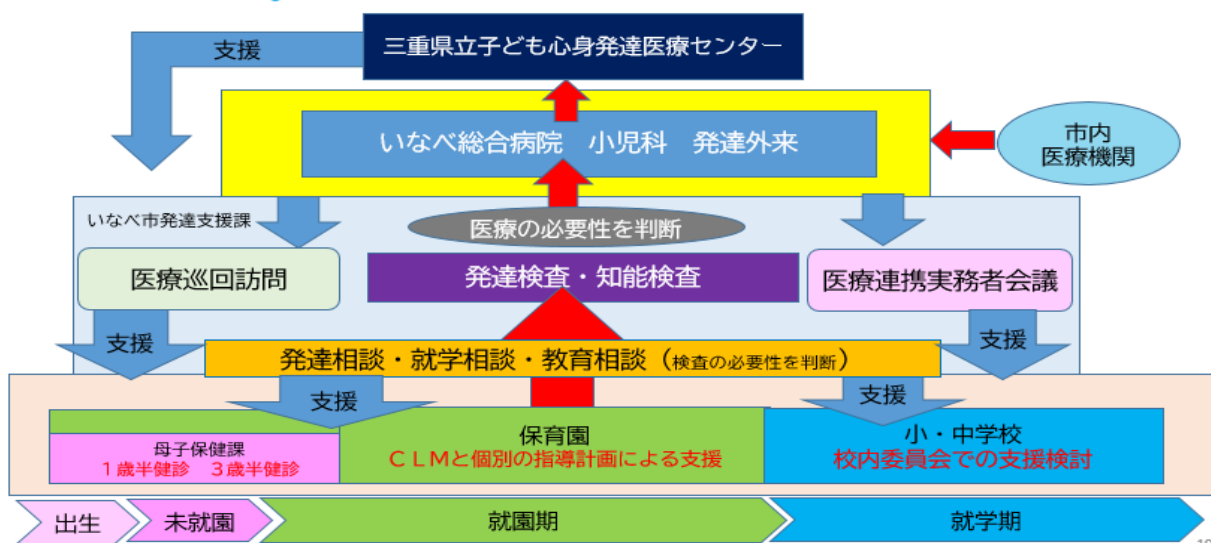 支援
三重県立子ども心身発達医療センター
いなべ総合病院　小児科　発達外来
市内
医療機関
いなべ市発達支援課
医療の必要性を判断
医療巡回訪問
発達検査・知能検査
医療連携実務者会議
支援
支援
発達相談・就学相談・教育相談（検査の必要性を判断）
支援
支援
母子保健課
１歳半健診　３歳半健診
保育園
ＣＬＭと個別の指導計画による支援
小・中学校
校内委員会での支援検討
出生
未就園
就園期
就学期